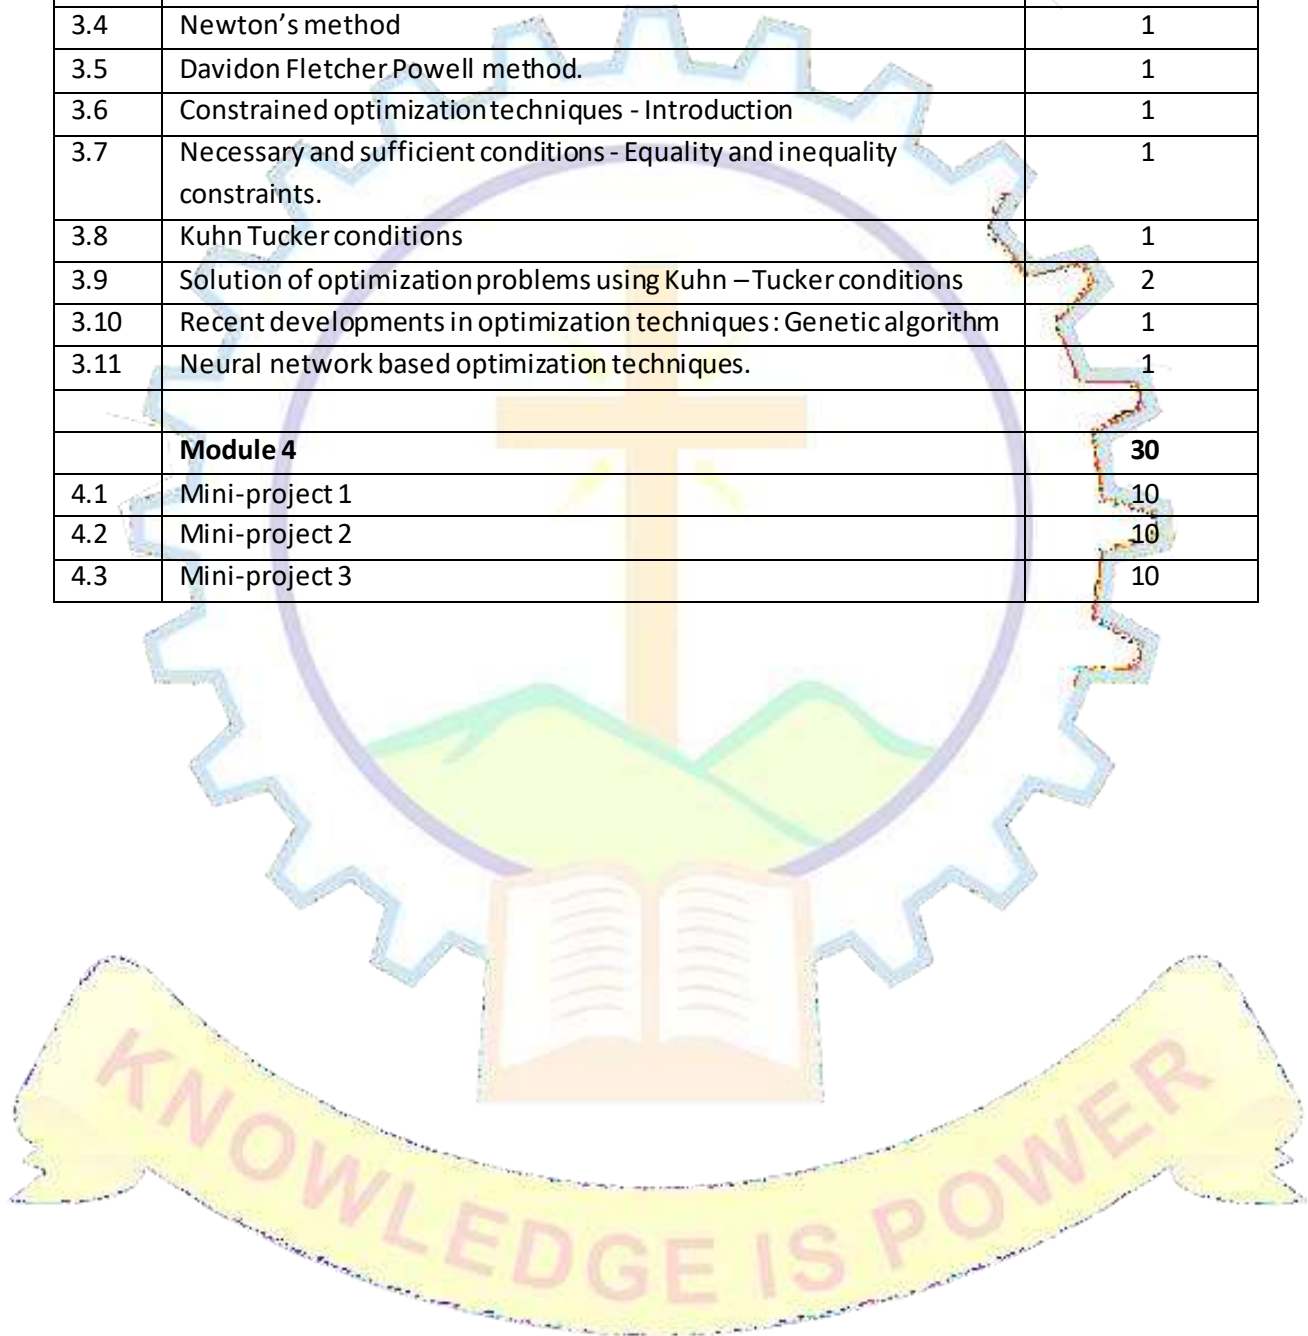 3.4 Newton's method 1
3.5 Davidon Fletcher Powell method. 1
3.6 Constrained optimization techniques - Introduction 1
3.7 Necessary and sufficient conditions - Equality and inequality 1
constraints.
3.8 Kuhn Tucker conditions 1
3.9 Solution of optimization problems using Kuhn – Tucker conditions 2
3.10 Recent developments in optimization techniques: Genetic algorithm 1
3.11 Neural network based optimization techniques. 1
Module 4 30
4.1 Mini-project 1 10
4.2 Mini-project 2 10
4.3 Mini-project 3 10
KNOWLEDGE IS POWER